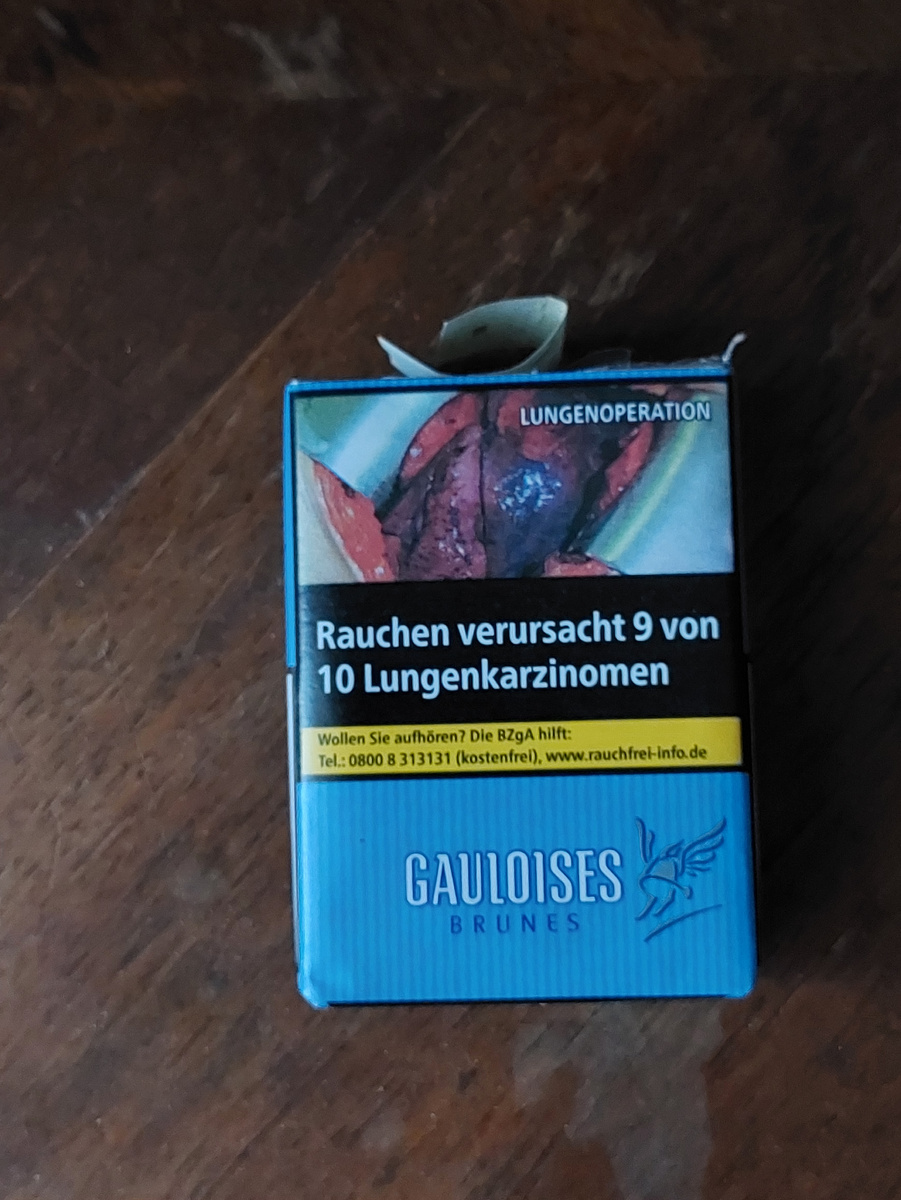 LUNGENOPERATION
Rauchen verursacht 9 von
10 Lungenkarzinomen
Wollen Sie aufhören? Die BZgA hilft:
Tel.: 0800 8 313131 (kostenfrei), www.rauchfrei-info.de
GAULOISES
BRUNES